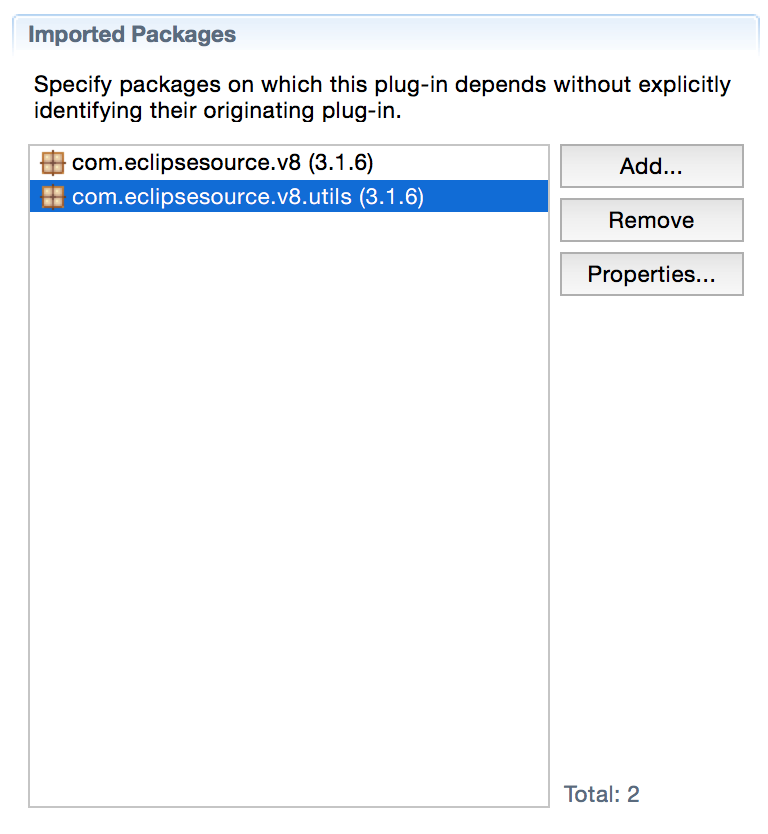 Imported Packages
Specify packages on which this plug-in depends without explicitly
identifying their originating plug-in.
com.eclipsesource.v8 (3.1.6)
com.eclipsesource.v8.utils (3.1.6)
Add...
Remove
Properties...
Total: 2